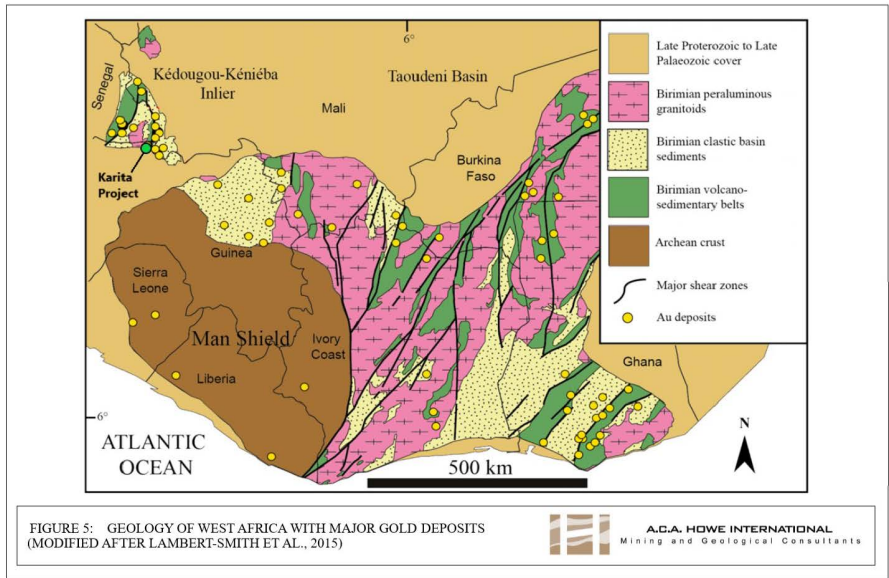 6°
Late Proterozoic to Late
Palaeozoic cover
Kédougou-Kéniéba
Inlier
Taoudeni Basin
Senegal
Mali
Birimian peraluminous
granitoids
Birimian clastic basin
sediments
Burkina
Faso
Karita
Project
Birimian volcano-
sedimentary belts
Archean crust
Guinea
Sierra
Leone
Major shear zones
Au deposits
Man Shield
Ivory
Coast
Liberia
Ghana
6°
N
ATLANTIC
OCEAN
500 km
FIGURE 5: GEOLOGY OF WEST AFRICA WITH MAJOR GOLD DEPOSITS
(MODIFIED AFTER LAMBERT-SMITH ET AL., 2015)
A.C.A. HOWE INTERNATIONAL
Mining and Geological Consultants